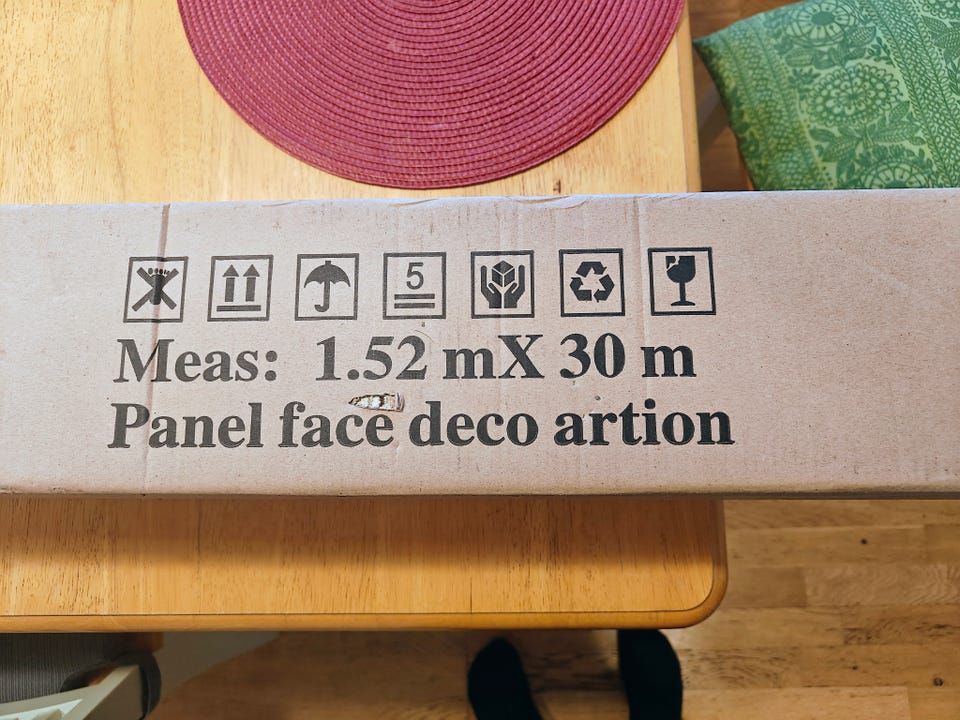 5
Meas: 1.52 mX 30 m
Panel face deco artion